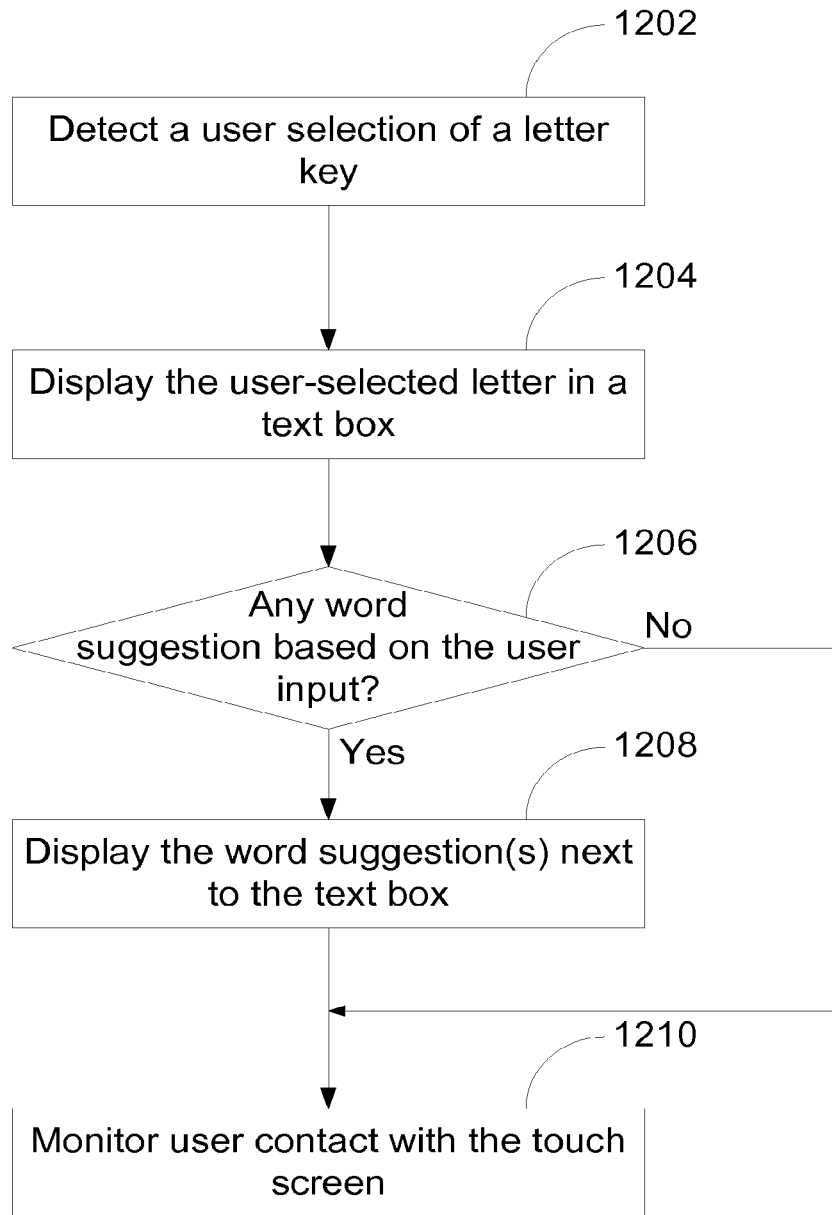 1202
Detect a user selection of a letter
key
1204
Display the user-selected letter in a
text box
1206
Any word
suggestion based on the user
input?
No
Yes
1208
Display the word suggestion(s) next
to the text box
1210
Monitor user contact with the touch
screen